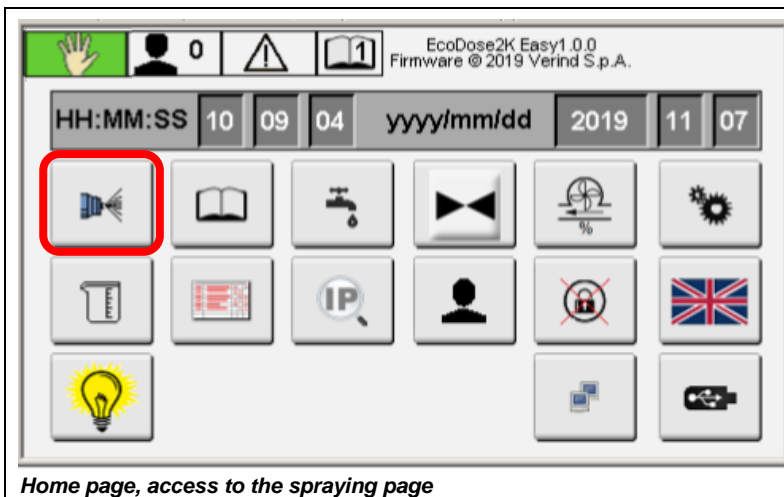 0
1
EcoDose2K Easy1.0.0
Firmware @ 2019 Verind S.p.A.
HH:MM:SS 10 09 04 yyyy/mm/dd 2019 11 07
%
IP
Home page, access to the spraying page